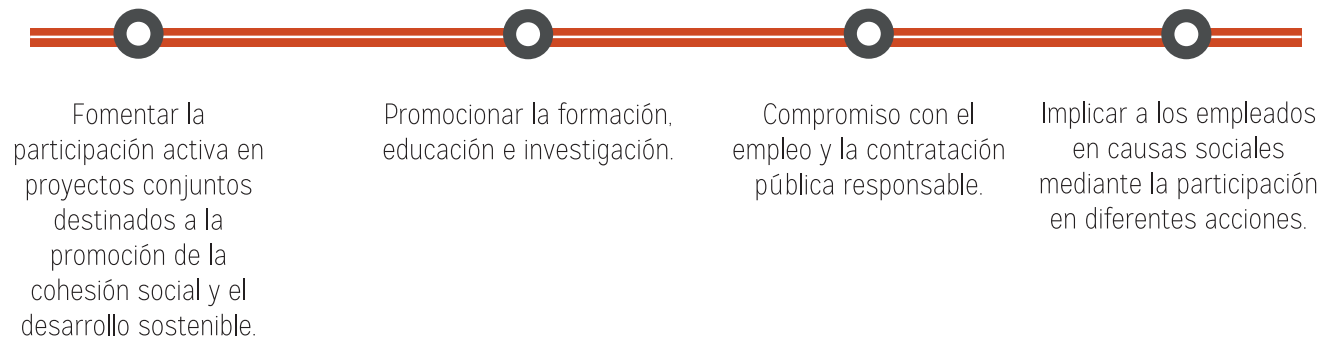 Fomentar la
participación activa en
proyectos conjuntos
destinados a la
promoción de la
cohesión social y el
desarrollo sostenible.
Promocionar la formación,
educación e investigación.
Compromiso con el
empleo y la contratación
pública responsable.
Implicar a los empleados
en causas sociales
mediante la participación
en diferentes acciones.